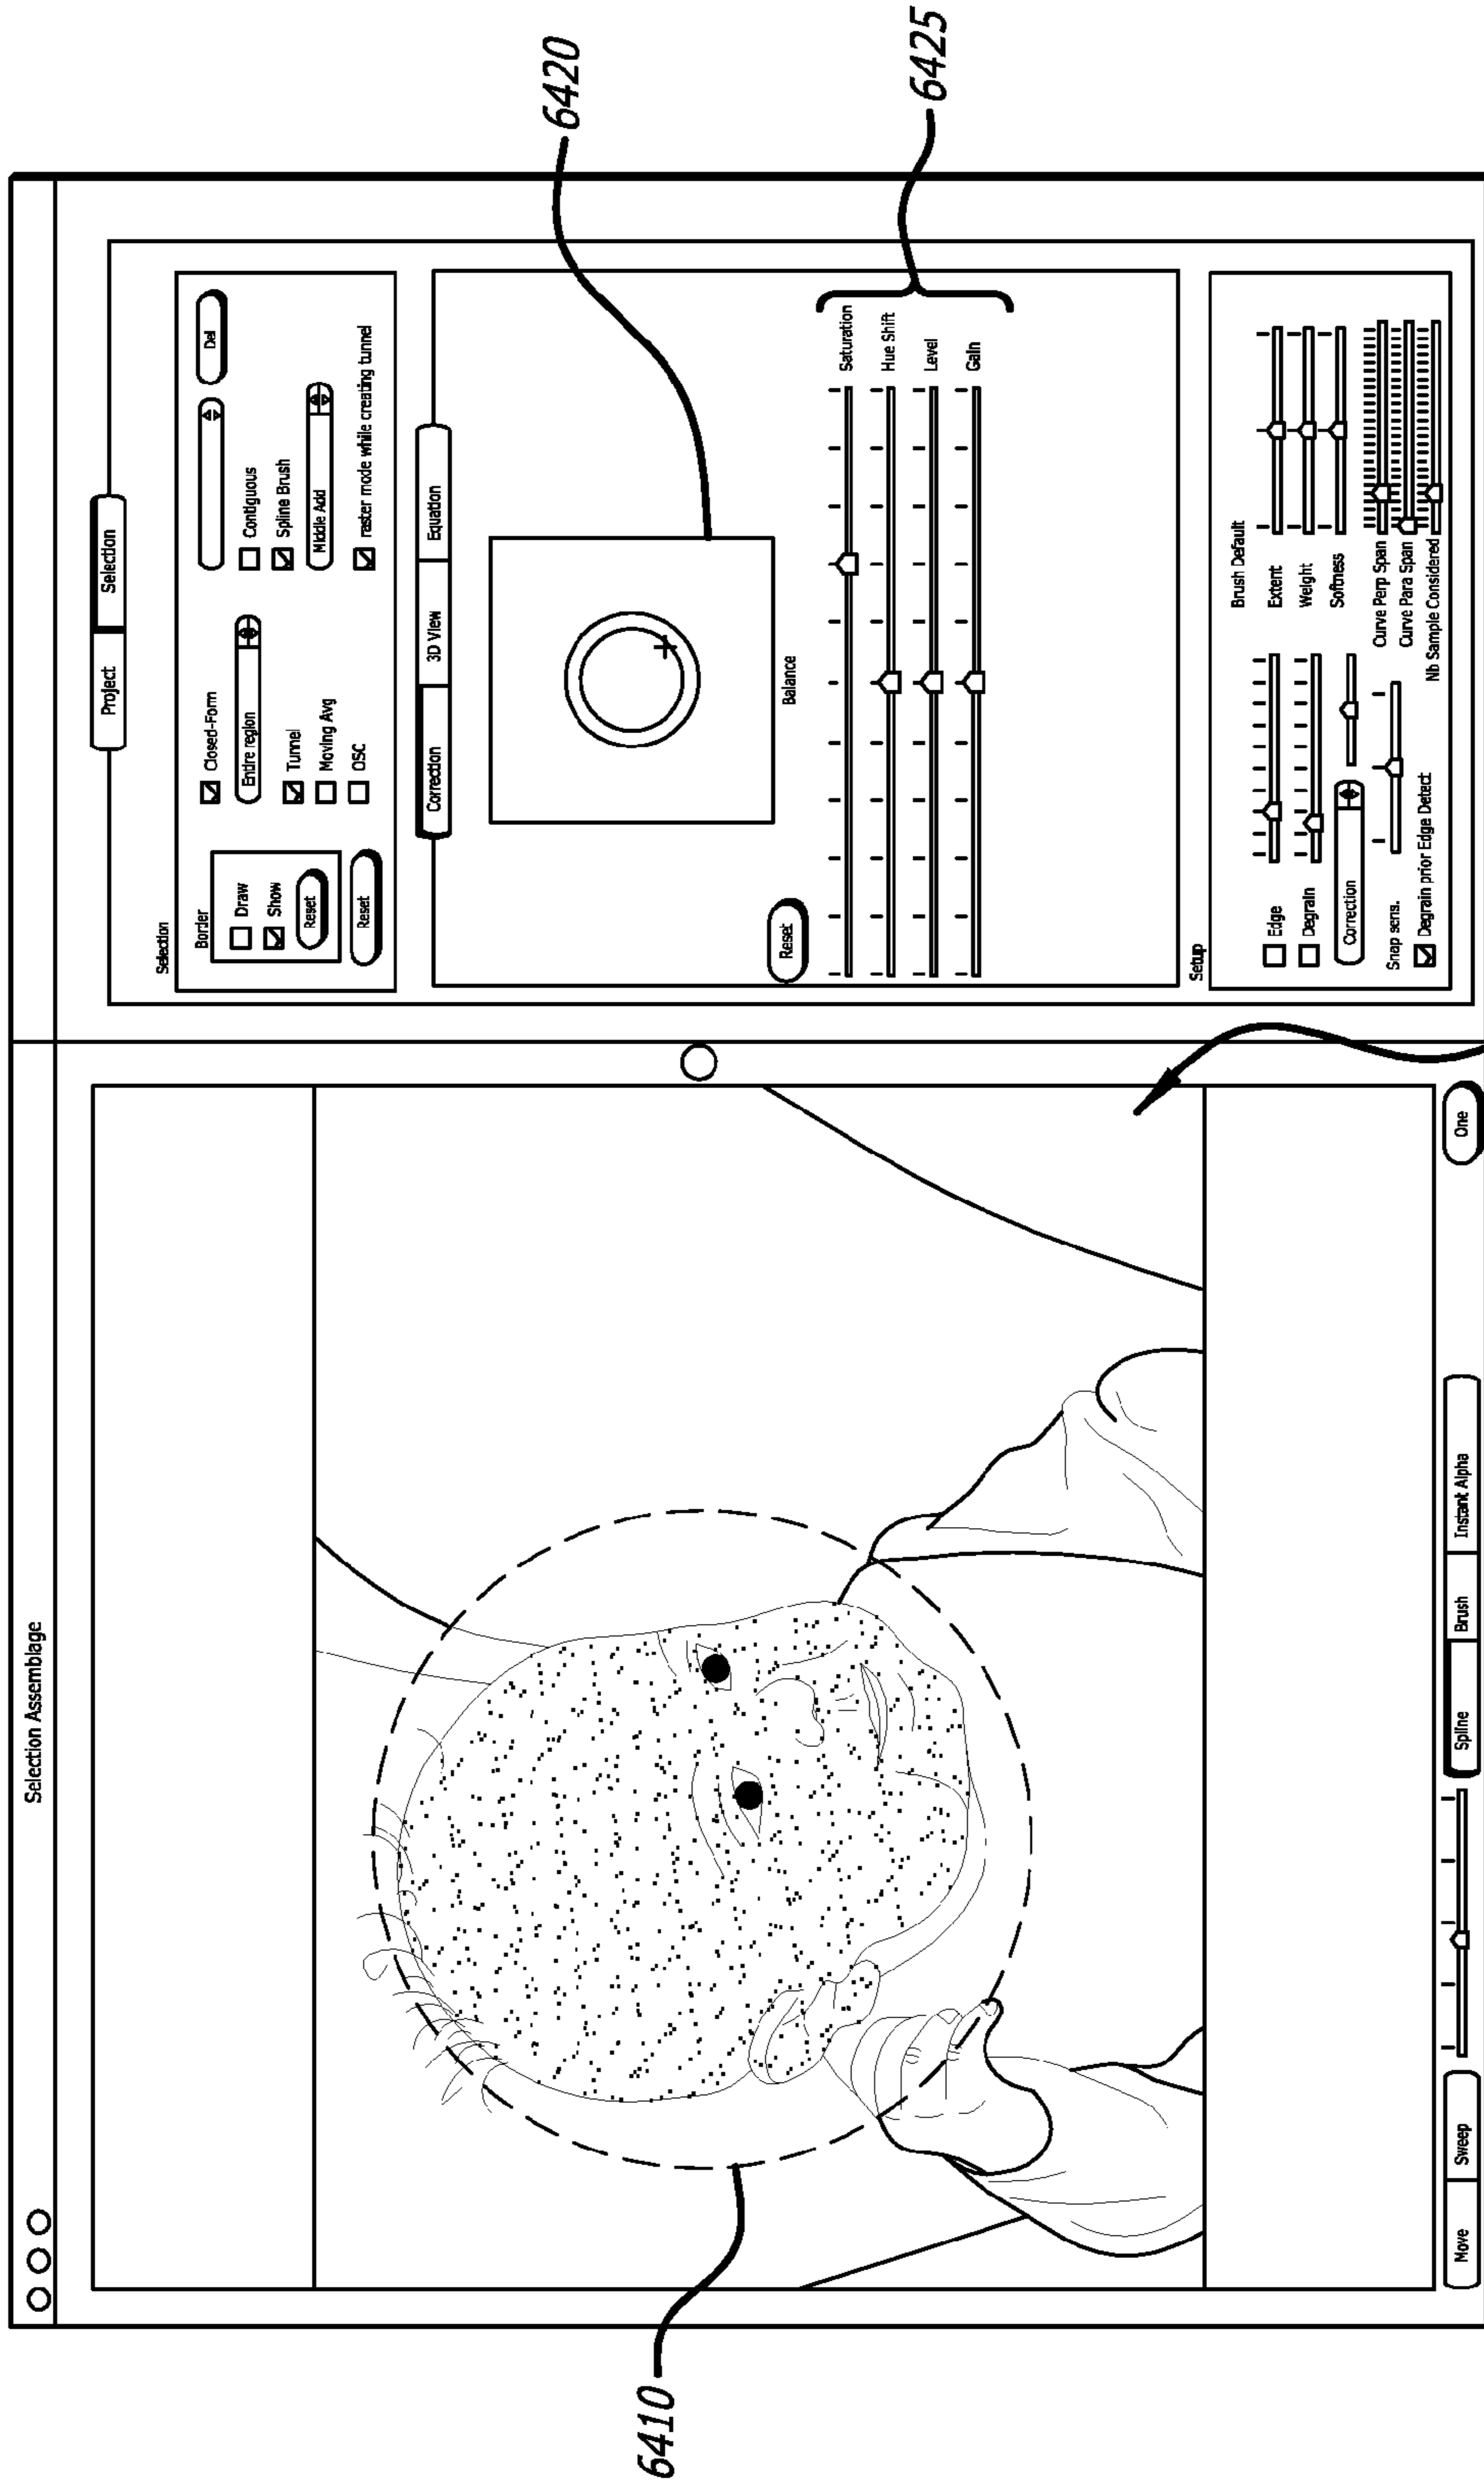 Selection Assemblage
Project
Selection
Selection
Border
Draw
Show
Reset
Reset
Closed-Form
Entire region
Tunnel
Moving Avg
OSC
Del
Contiguous
Spline Brush
Middle Add
raster mode while creating tunnel
Correction
3D View
Equation
Balance
Reset
Saturation
Hue Shift
Level
Gain
Setup
Edge
Degrain
Correction
Snap sens.
Degrain prior Edge Detect
Brush Default
Extent
Weight
Softness
Curve Perp Span
Curve Para Span
Nb Sample Considered
Move
Sweep
Spline
Brush
Instant Alpha
One
6410
6420
6425